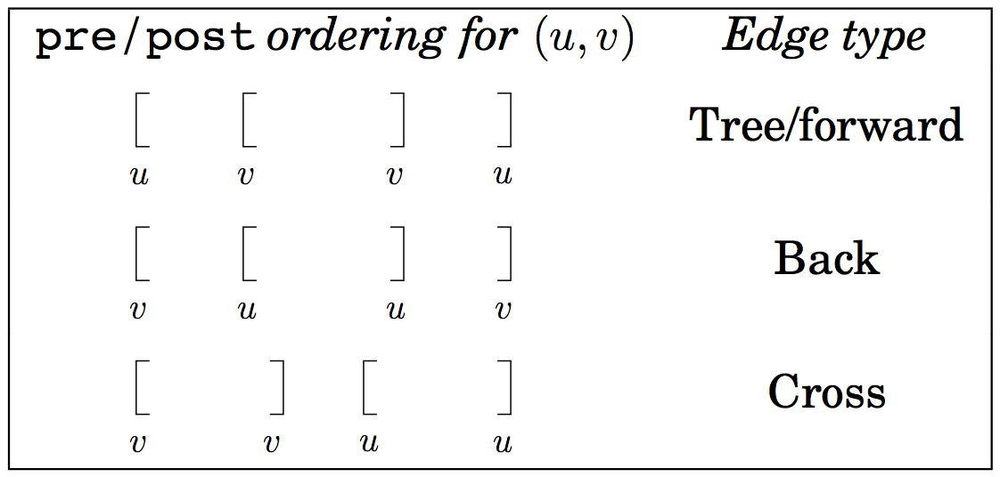 pre/post ordering for (u, v) Edge type
[ [ ] ] Tree/forward
u v v u
[ [ ] ] Back
v u u v
[ ] [ ] Cross
v v u u